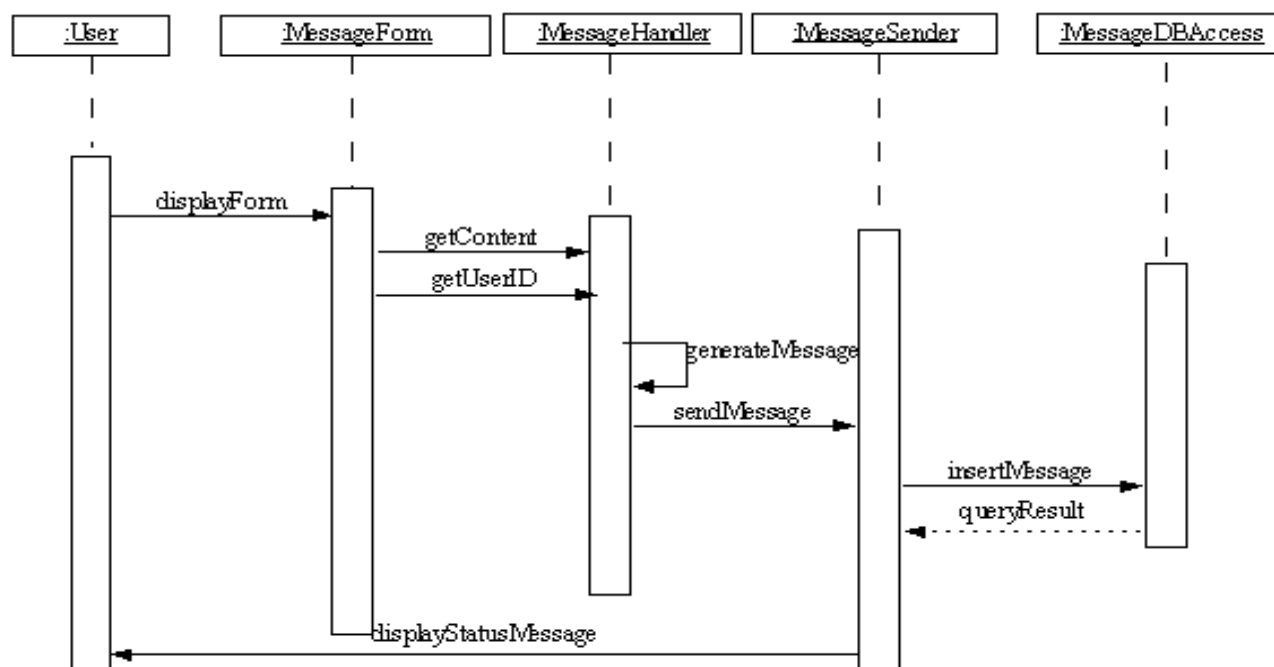 :User
:MessageForm
:MessageHandler
:MessageSender
:MessageDBAccess
displayForm
getContent
getUserID
generateMessage
sendMessage
insertMessage
queryResult
displayStatusMessage